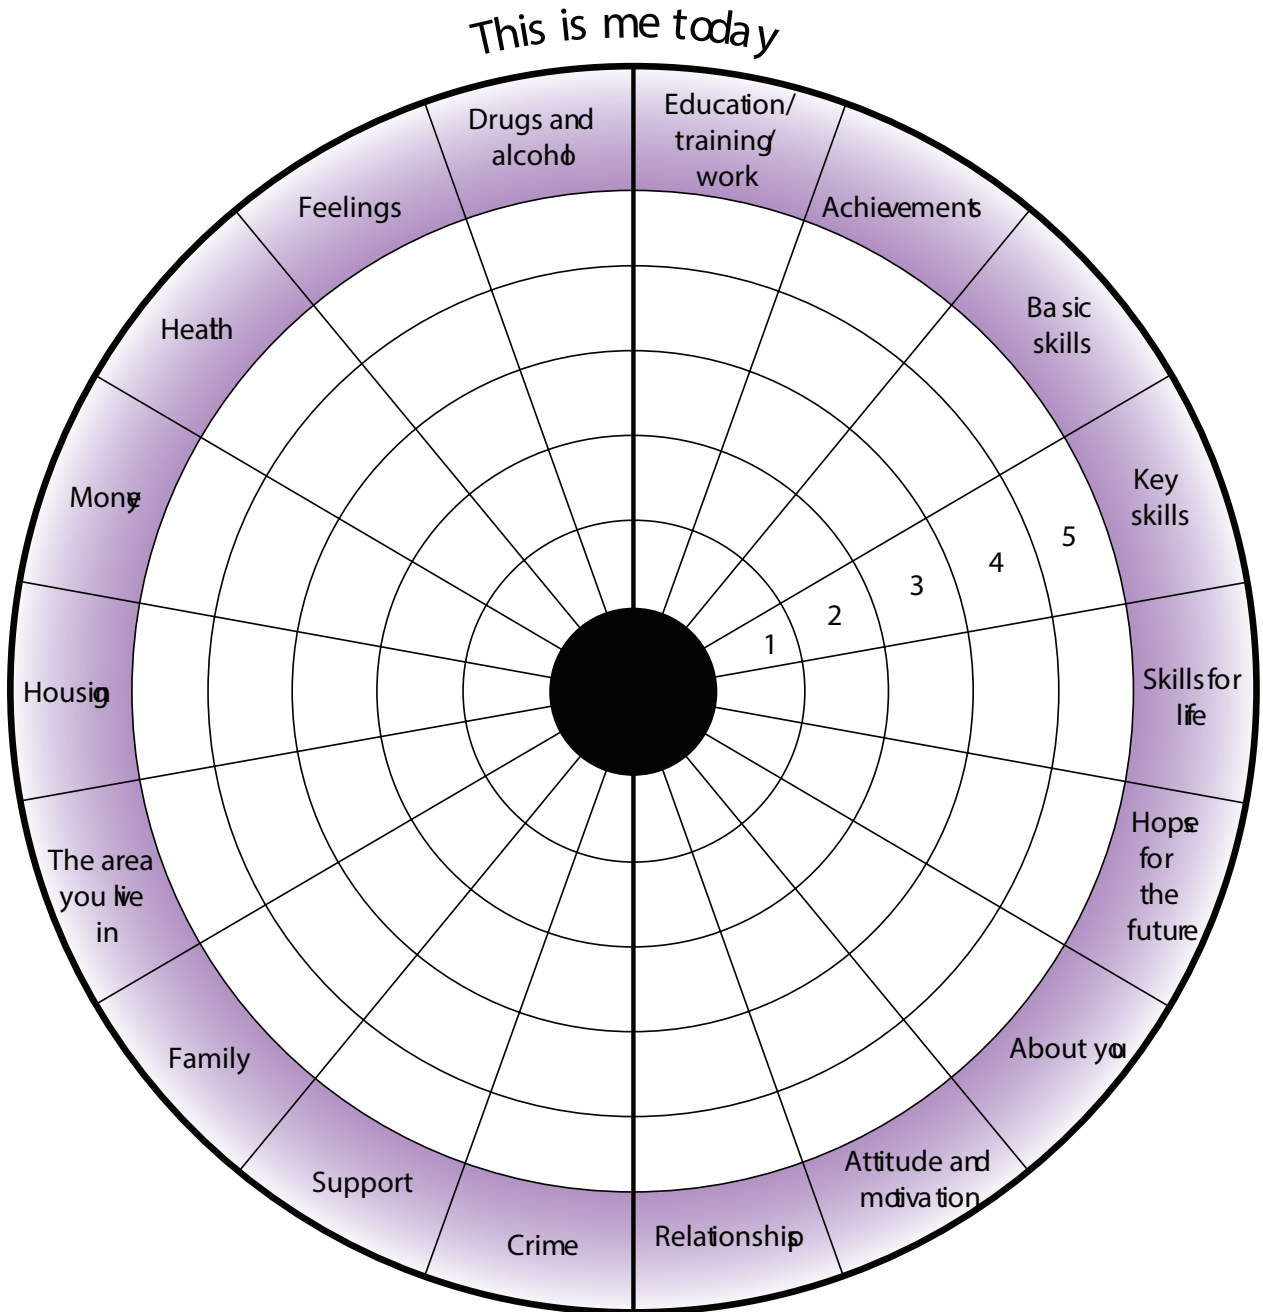 This is me today
Education/
training/
work
Achievements
Basic
skills
Key
skills
Skills for
life
Hopes
for
the
future
About you
Attitude and
motivation
Relationships
Crime
Support
Family
The area
you live
in
Housing
Money
Health
Feelings
Drugs and
alcohol
1
2
3
4
5